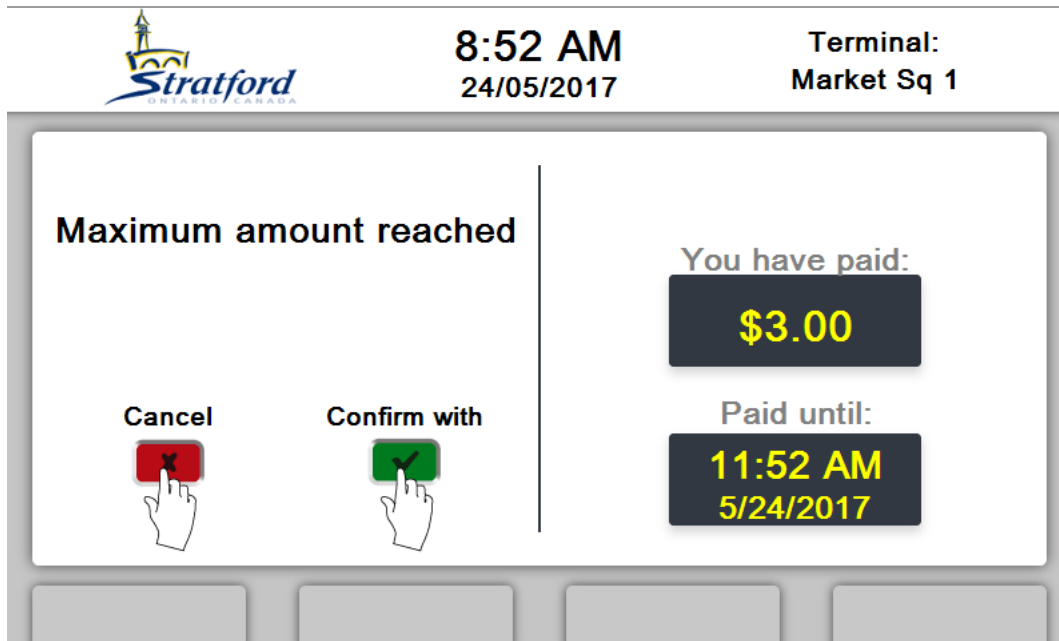 Stratford
ONTARIO CANADA
8:52 AM
24/05/2017
Terminal:
Market Sq 1
Maximum amount reached
Cancel
Confirm with
You have paid:
$3.00
Paid until:
11:52 AM
5/24/2017